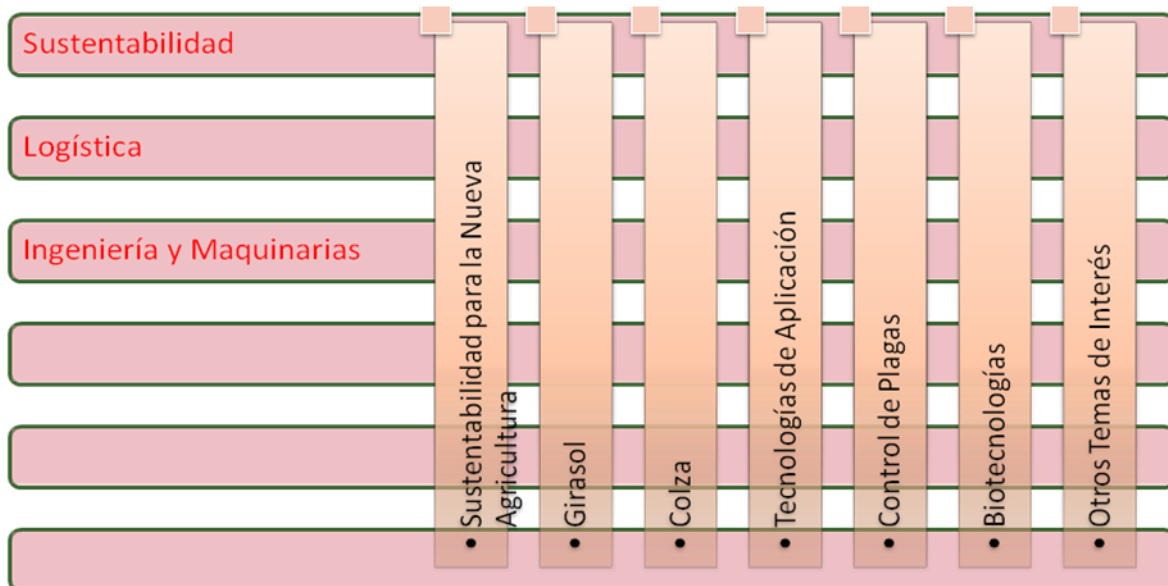 Sustentabilidad
Logística
Ingeniería y Maquinarias
• Sustentabilidad para la Nueva
Agricultura
• Girasol
• Colza
• Tecnologías de Aplicación
• Control de Plagas
• Biotecnologías
• Otros Temas de Interés